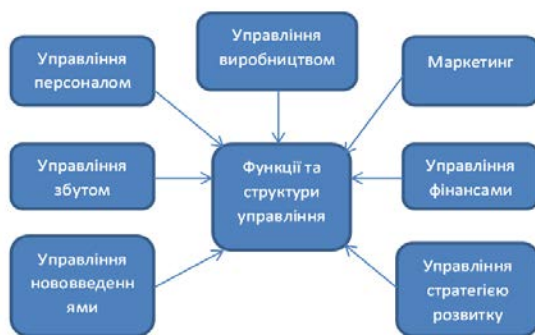 Управління
персоналом
Управління
виробництвом
Маркетинг
Управління
збутом
Функції та
структури
управління
Управління
фінансами
Управління
нововведенн
ями
Управління
стратегією
розвитку